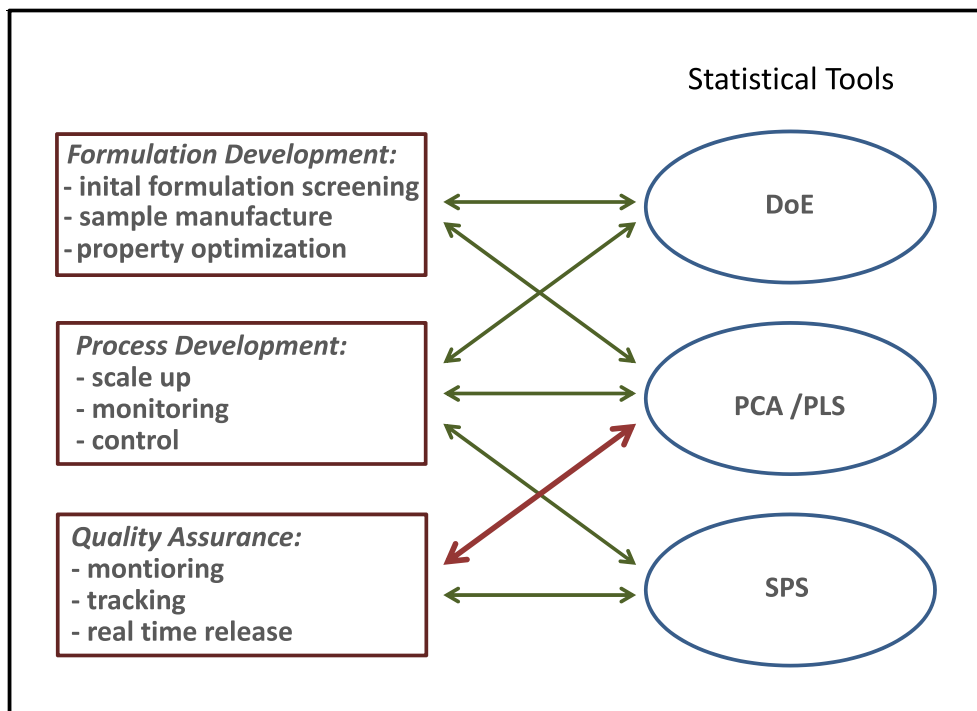 Statistical Tools
Formulation Development:
- inital formulation screening
- sample manufacture
- property optimization
DoE
Process Development:
- scale up
- monitoring
- control
PCA /PLS
Quality Assurance:
- montioring
- tracking
- real time release
SPS